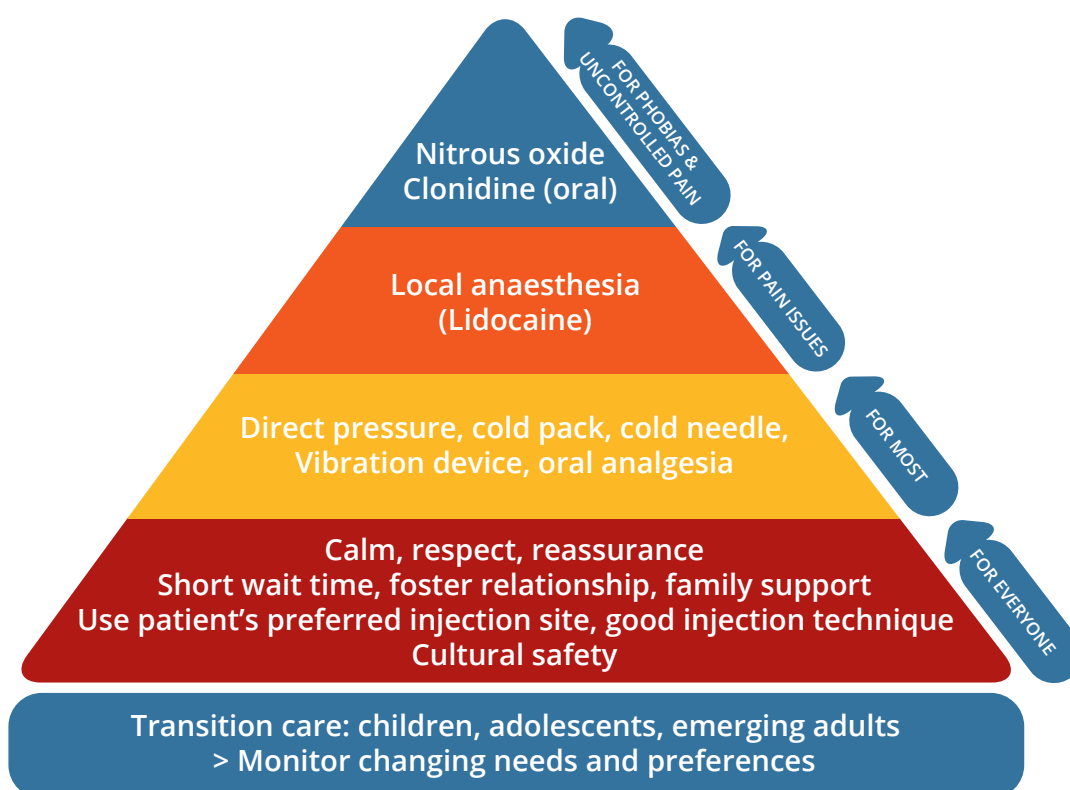 Nitrous oxide
Clonidine (oral)
FOR PHOBIAS &
UNCONTROLLED PAIN
Local anaesthesia
(Lidocaine)
FOR PAIN ISSUES
Direct pressure, cold pack, cold needle,
Vibration device, oral analgesia
FOR MOST
Calm, respect, reassurance
Short wait time, foster relationship, family support
Use patient’s preferred injection site, good injection technique
Cultural safety
FOR EVERYONE
Transition care: children, adolescents, emerging adults
> Monitor changing needs and preferences